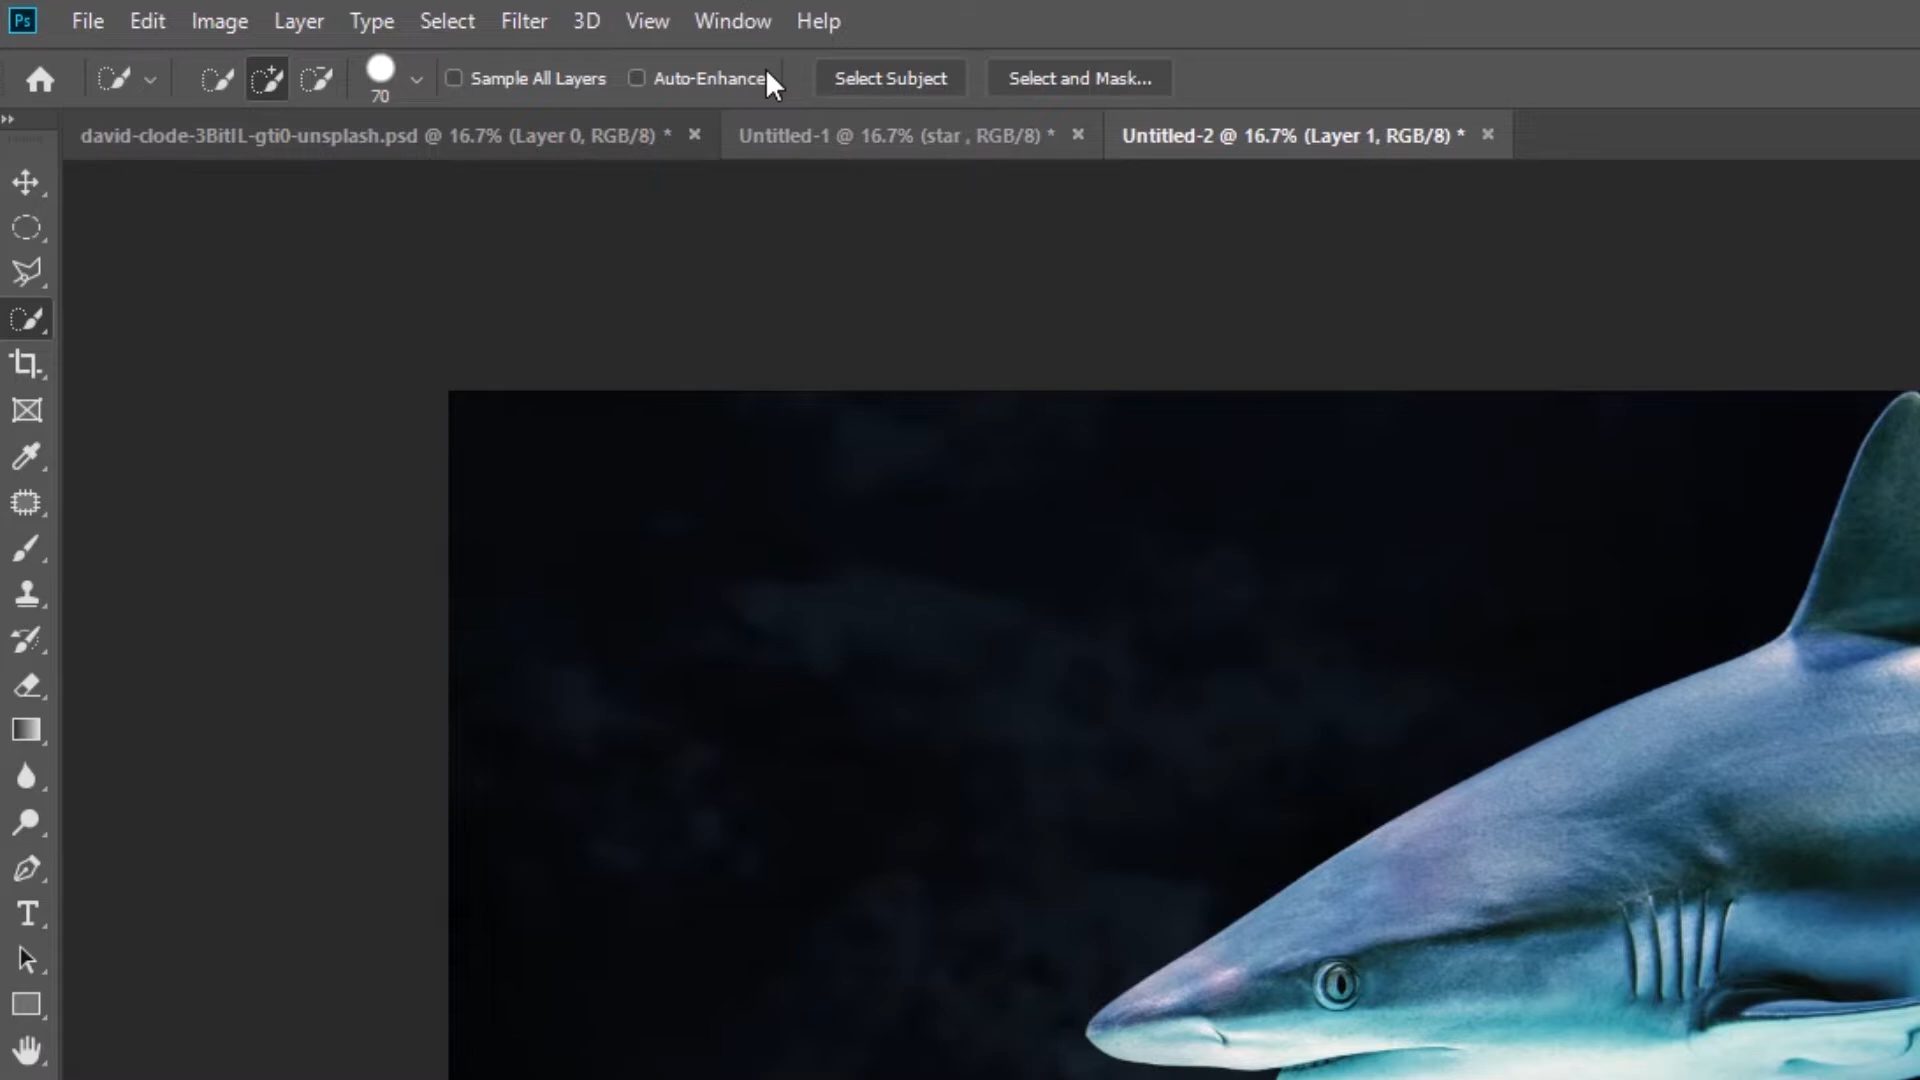 Ps File Edit Image Layer Type Select Filter 3D View Window Help
70 Sample All Layers Auto-Enhance Select Subject Select and Mask...
david-clode-3BitIL-gti0-unsplash.psd @ 16.7% (Layer 0, RGB/8) * Untitled-1 @ 16.7% (star , RGB/8) * Untitled-2 @ 16.7% (Layer 1, RGB/8) *